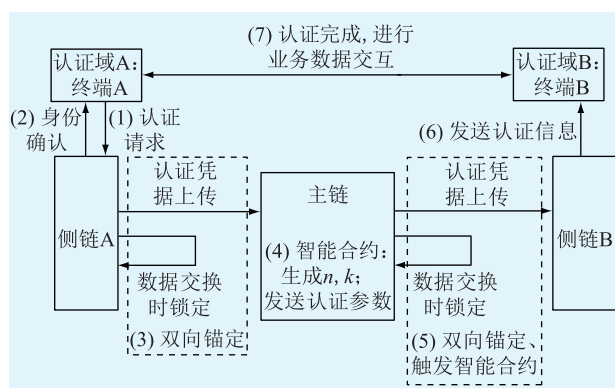 (7) 认证完成, 进行
业务数据交互
认证域A：
终端A
认证域B：
终端B
(2) 身份
确认
(1) 认证
请求
(6) 发送认证信息
侧链A
认证凭
据上传
数据交换
时锁定
(3) 双向锚定
主链
(4) 智能合约：
生成n, k；
发送认证参数
认证凭
据上传
数据交换
时锁定
(5) 双向锚定、
触发智能合约
侧链B